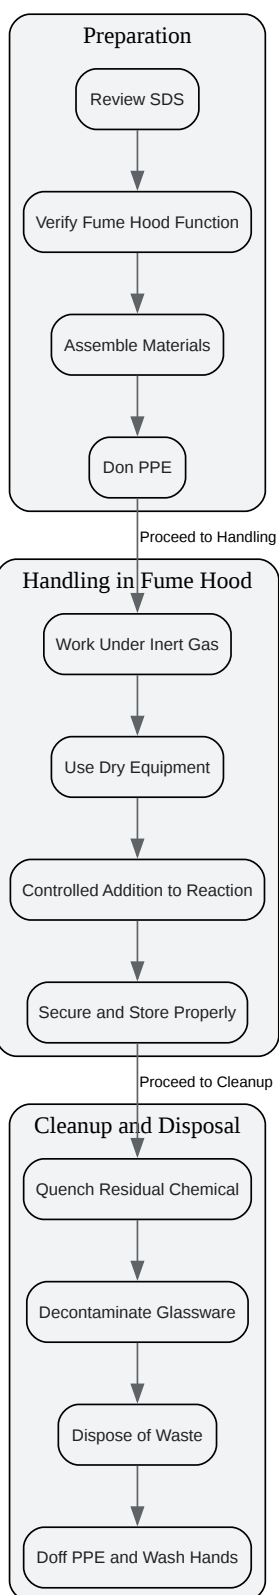 Preparation
Review SDS
Verify Fume Hood Function
Assemble Materials
Don PPE
Proceed to Handling
Handling in Fume Hood
Work Under Inert Gas
Use Dry Equipment
Controlled Addition to Reaction
Secure and Store Properly
Proceed to Cleanup
Cleanup and Disposal
Quench Residual Chemical
Decontaminate Glassware
Dispose of Waste
Doff PPE and Wash Hands